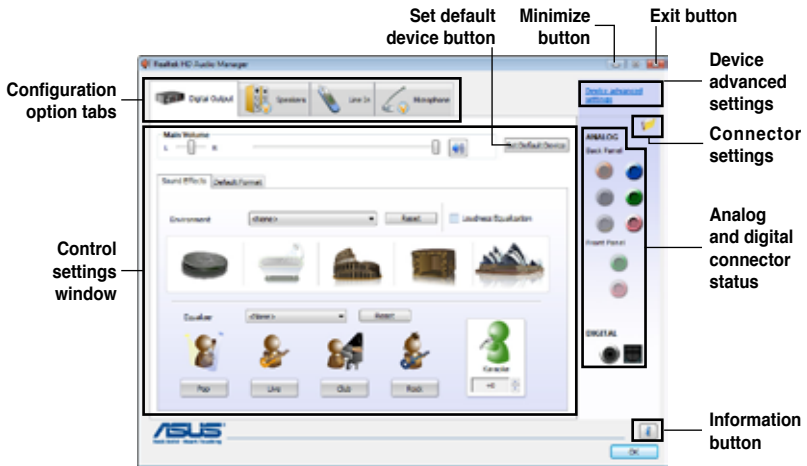 Set default
device button
Minimize
button
Exit button
Configuration
option tabs
Device
advanced
settings
Connector
settings
Analog
and digital
connector
status
Control
settings
window
Information
button
Realtek HD Audio Manager
Digital Output
Speakers
Line In
Microphone
Device advanced
settings
Main Volume
L
R
Set Default Device
Sound Effects
Default Format
Environment
<None>
Reset
Loudness Equalization
Equalizer
<None>
Reset
Pop
Live
Club
Rock
Karaoke
+0
ANALOG
Back Panel
Front Panel
DIGITAL
ASUS
OK